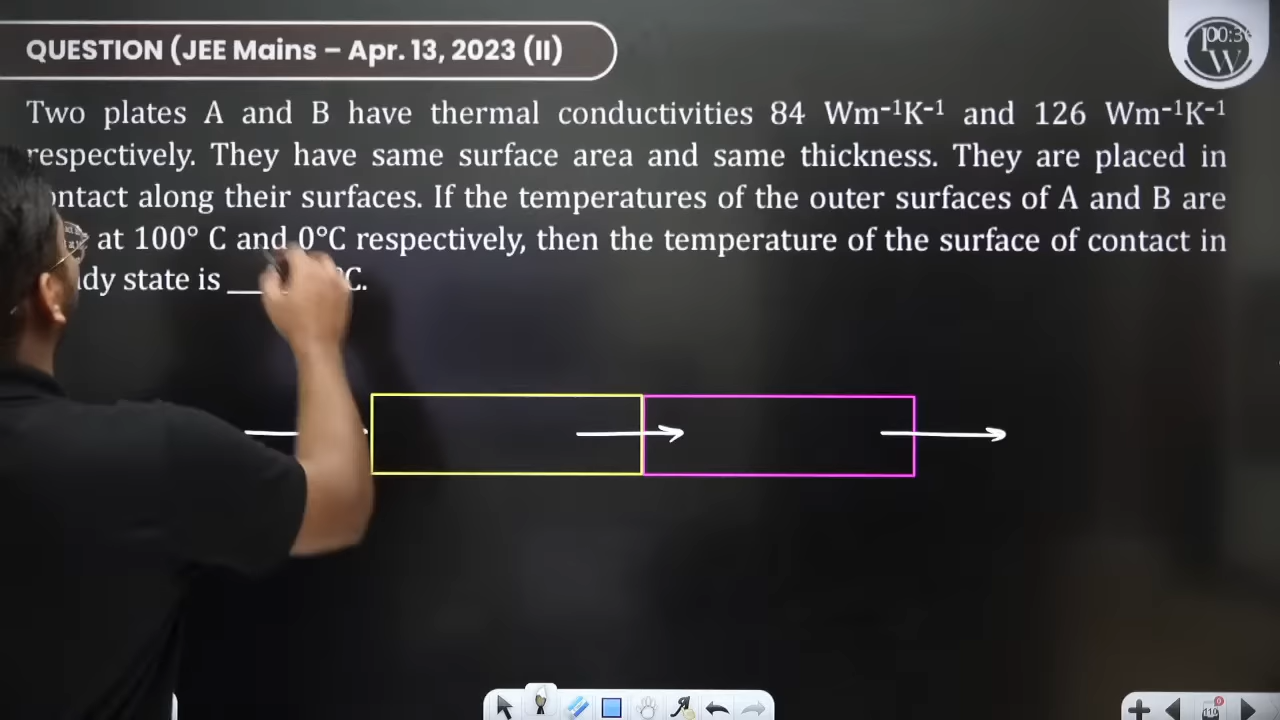 QUESTION (JEE Mains – Apr. 13, 2023 (II)
Two plates A and B have thermal conductivities 84 Wm⁻¹K⁻¹ and 126 Wm⁻¹K⁻¹
respectively. They have same surface area and same thickness. They are placed in
along their surfaces. If the temperatures of the outer surfaces of A and B are
at 100° C and 0°C respectively, then the temperature of the surface of contact in
state is ___ °C.
PW
110